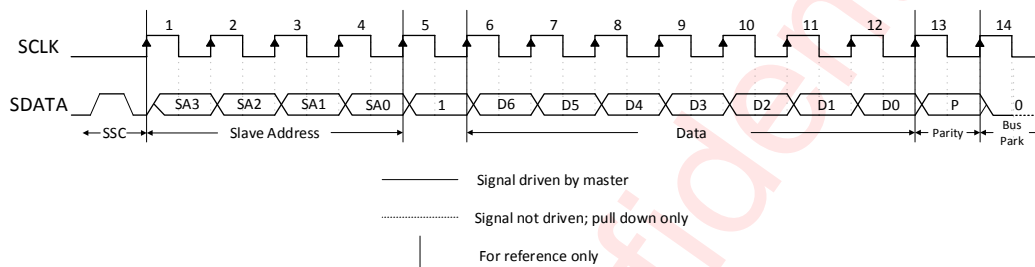 1 2 3 4 5 6 7 8 9 10 11 12 13 14
SCLK
SDATA SA3 SA2 SA1 SA0 1 D6 D5 D4 D3 D2 D1 D0 P 0
SSC Slave Address Data Parity Bus Park
Signal driven by master
Signal not driven; pull down only
For reference only